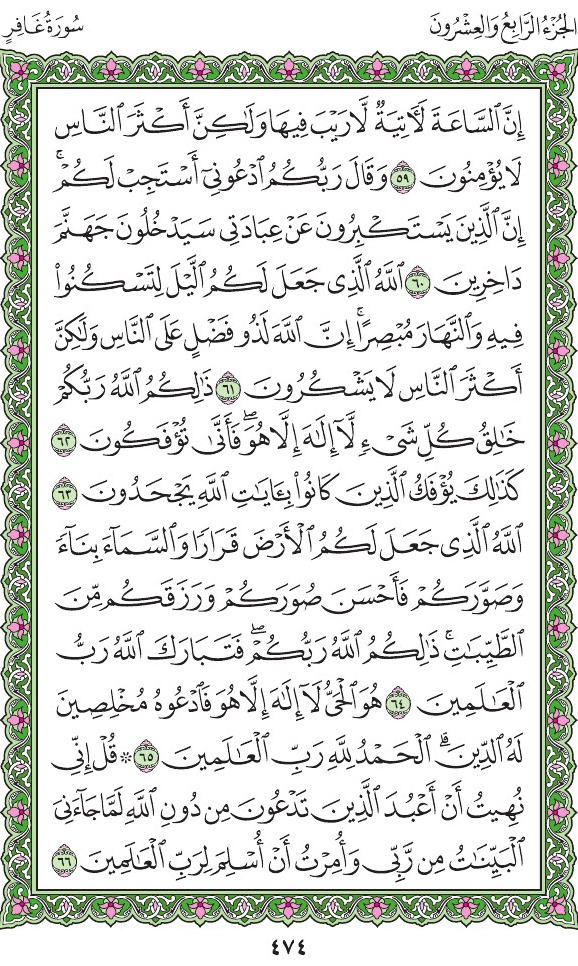 الجُزْءُ الرَّابِعُ وَالعِشْرُونَ
سُورَةُ غَافِرٍ
إِنَّ ٱلسَّاعَةَ لَأٓتِيَةٌ لَّا رَيْبَ فِيهَا وَلَٰكِنَّ أَكْثَرَ ٱلنَّاسِ
لَا يُؤْمِنُونَ ٥٩ وَقَالَ رَبُّكُمُ ٱدْعُونِيٓ أَسْتَجِبْ لَكُمْۚ
إِنَّ ٱلَّذِينَ يَسْتَكْبِرُونَ عَنْ عِبَادَتِي سَيَدْخُلُونَ جَهَنَّمَ
دَاخِرِينَ ٦٠ ٱللَّهُ ٱلَّذِي جَعَلَ لَكُمُ ٱلَّيْلَ لِتَسْكُنُوا۟
فِيهِ وَٱلنَّهَارَ مُبْصِرًاۚ إِنَّ ٱللَّهَ لَذُو فَضْلٍ عَلَى ٱلنَّاسِ وَلَٰكِنَّ
أَكْثَرَ ٱلنَّاسِ لَا يَشْكُرُونَ ٦١ ذَٰلِكُمُ ٱللَّهُ رَبُّكُمْ
خَٰلِقُ كُلِّ شَيْءٍ لَّآ إِلَٰهَ إِلَّا هُوَۖ فَأَنَّىٰ تُؤْفَكُونَ ٦٢
كَذَٰلِكَ يُؤْفَكُ ٱلَّذِينَ كَانُوا۟ بِـَٔايَٰتِ ٱللَّهِ يَجْحَدُونَ ٦٣
ٱللَّهُ ٱلَّذِي جَعَلَ لَكُمُ ٱلْأَرْضَ قَرَارًا وَٱلسَّمَآءَ بِنَآءً
وَصَوَّرَكُمْ فَأَحْسَنَ صُوَرَكُمْ وَرَزَقَكُم مِّنَ
ٱلطَّيِّبَٰتِۚ ذَٰلِكُمُ ٱللَّهُ رَبُّكُمْۖ فَتَبَارَكَ ٱللَّهُ رَبُّ
ٱلْعَٰلَمِينَ ٦٤ هُوَ ٱلْحَيُّ لَآ إِلَٰهَ إِلَّا هُوَ فَٱدْعُوهُ مُخْلِصِينَ
لَهُ ٱلدِّينَۗ ٱلْحَمْدُ لِلَّهِ رَبِّ ٱلْعَٰلَمِينَ ٦٥ ۞ قُلْ إِنِّي
نُهِيتُ أَنْ أَعْبُدَ ٱلَّذِينَ تَدْعُونَ مِن دُونِ ٱللَّهِ لَمَّا جَآءَنِيَ
ٱلْبَيِّنَٰتُ مِن رَّبِّي وَأُمِرْتُ أَنْ أُسْلِمَ لِرَبِّ ٱلْعَٰلَمِينَ ٦٦
٤٧٤